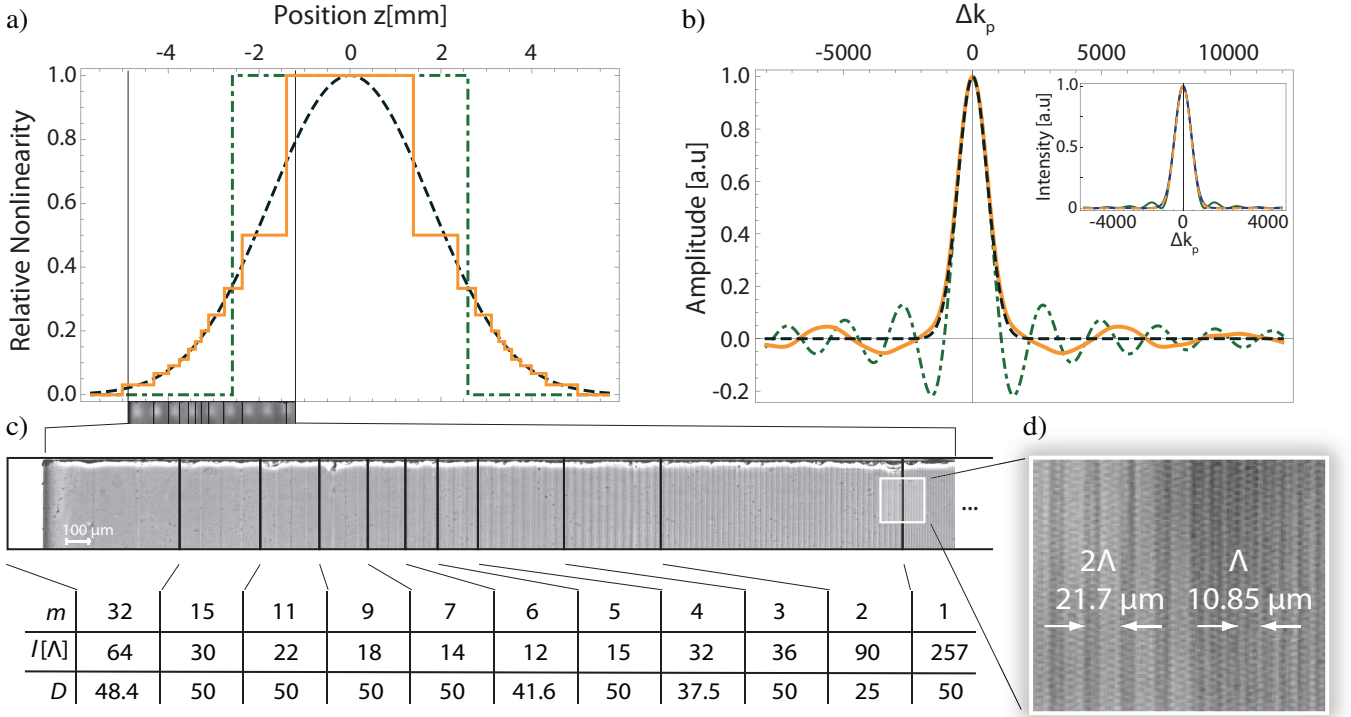 a)
Position z[mm]
-4 -2 0 2 4
Relative Nonlinearity
1.0
0.8
0.6
0.4
0.2
0.0
b)
Δkp
-5000 0 5000 10000
Amplitude [a.u]
1.0
0.8
0.6
0.4
0.2
0.0
-0.2
Intensity [a.u]
1.0
0.5
0
-4000 0 4000
Δkp
c)
100 μm
...
m 32 15 11 9 7 6 5 4 3 2 1
l [Λ] 64 30 22 18 14 12 15 32 36 90 257
D 48.4 50 50 50 50 41.6 50 37.5 50 25 50
d)
2Λ Λ
21.7 μm 10.85 μm